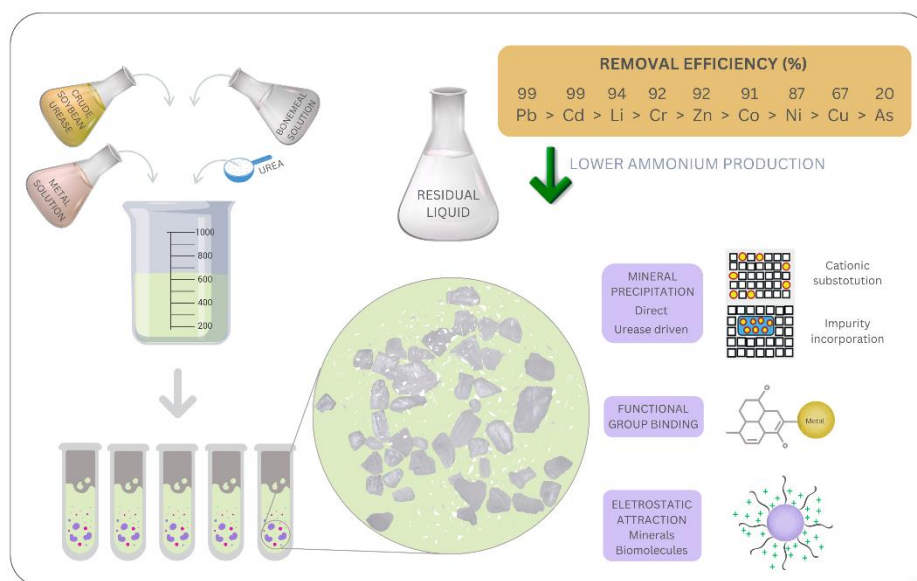 CRUDE
SOYBEAN
UREASE
BONEMEAL
SOLUTION
METAL
SOLUTION
UREA
1000
800
600
400
200
RESIDUAL
LIQUID
REMOVAL EFFICIENCY (%)
99 99 94 92 92 91 87 67 20
Pb > Cd > Li > Cr > Zn > Co > Ni > Cu > As
LOWER AMMONIUM PRODUCTION
MINERAL
PRECIPITATION
Direct
Urease driven
Cationic
substotution
Impurity
incorporation
FUNCTIONAL
GROUP BINDING
Metal
ELETROSTATIC
ATTRACTION
Minerals
Biomolecules